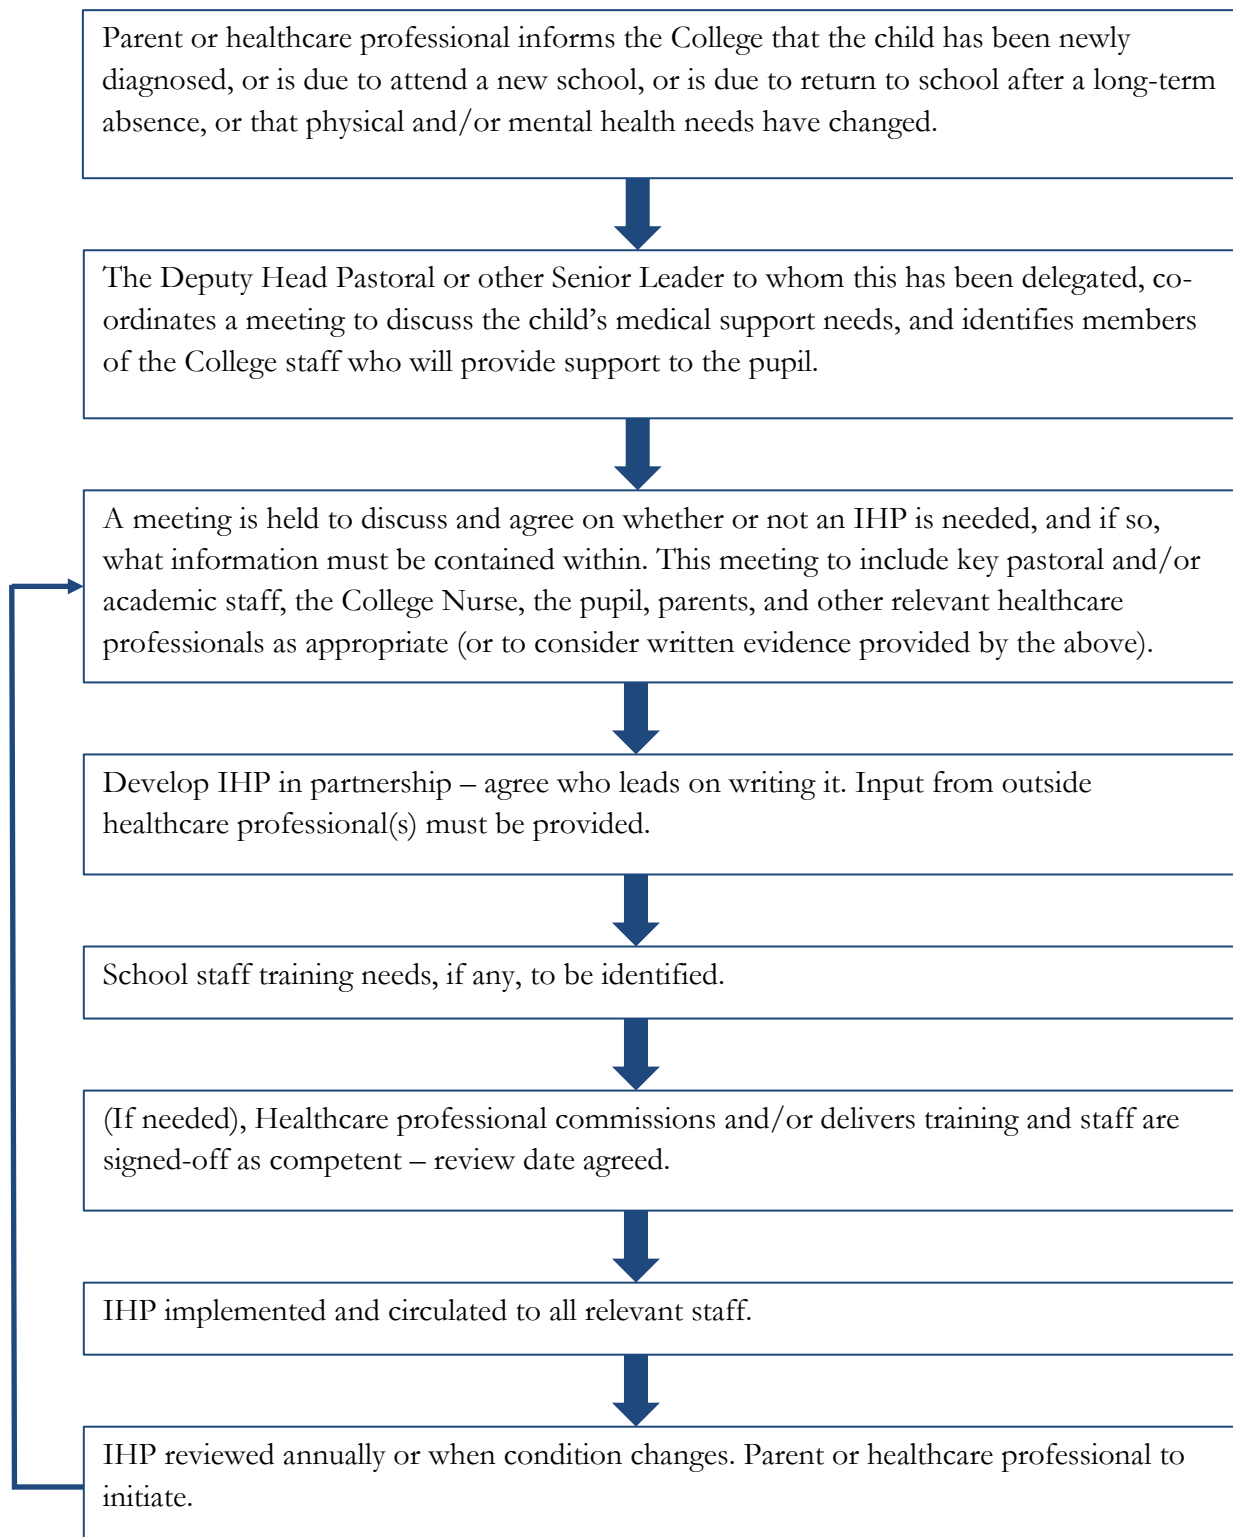 Parent or healthcare professional informs the College that the child has been newly
diagnosed, or is due to attend a new school, or is due to return to school after a long-term
absence, or that physical and/or mental health needs have changed.
The Deputy Head Pastoral or other Senior Leader to whom this has been delegated, co-
ordinates a meeting to discuss the child's medical support needs, and identifies members
of the College staff who will provide support to the pupil.
A meeting is held to discuss and agree on whether or not an IHP is needed, and if so,
what information must be contained within. This meeting to include key pastoral and/or
academic staff, the College Nurse, the pupil, parents, and other relevant healthcare
professionals as appropriate (or to consider written evidence provided by the above).
Develop IHP in partnership – agree who leads on writing it. Input from outside
healthcare professional(s) must be provided.
School staff training needs, if any, to be identified.
(If needed), Healthcare professional commissions and/or delivers training and staff are
signed-off as competent – review date agreed.
IHP implemented and circulated to all relevant staff.
IHP reviewed annually or when condition changes. Parent or healthcare professional to
initiate.